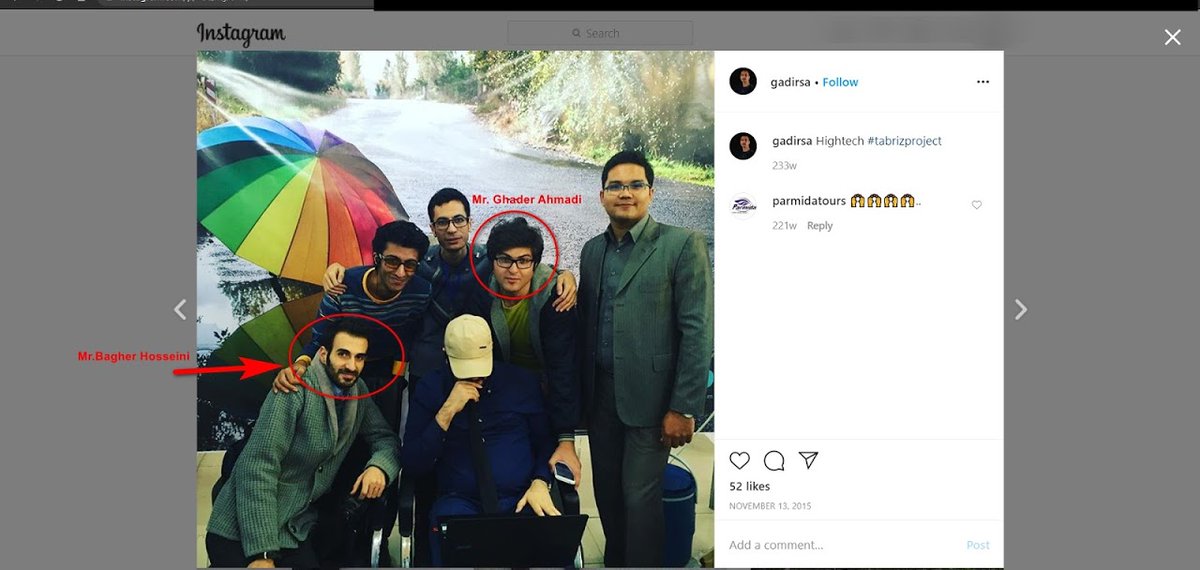 Instagram
Search
gadirsa • Follow
gadirsa Hightech #tabrizproject
233w
parmidatours 🙆🙆🙆🙆..
221w Reply
Mr. Ghader Ahmadi
Mr.Bagher Hosseini
52 likes
NOVEMBER 13, 2015
Add a comment...
Post